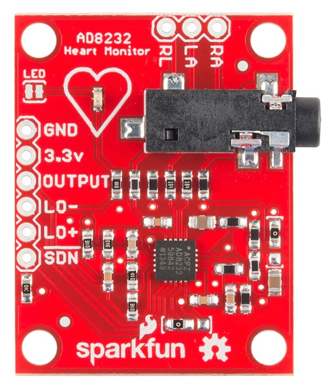 AD8232
Heart Monitor
RL
LA
RA
LED
GND
3.3v
OUTPUT
LO-
LO+
SDN
sparkfun